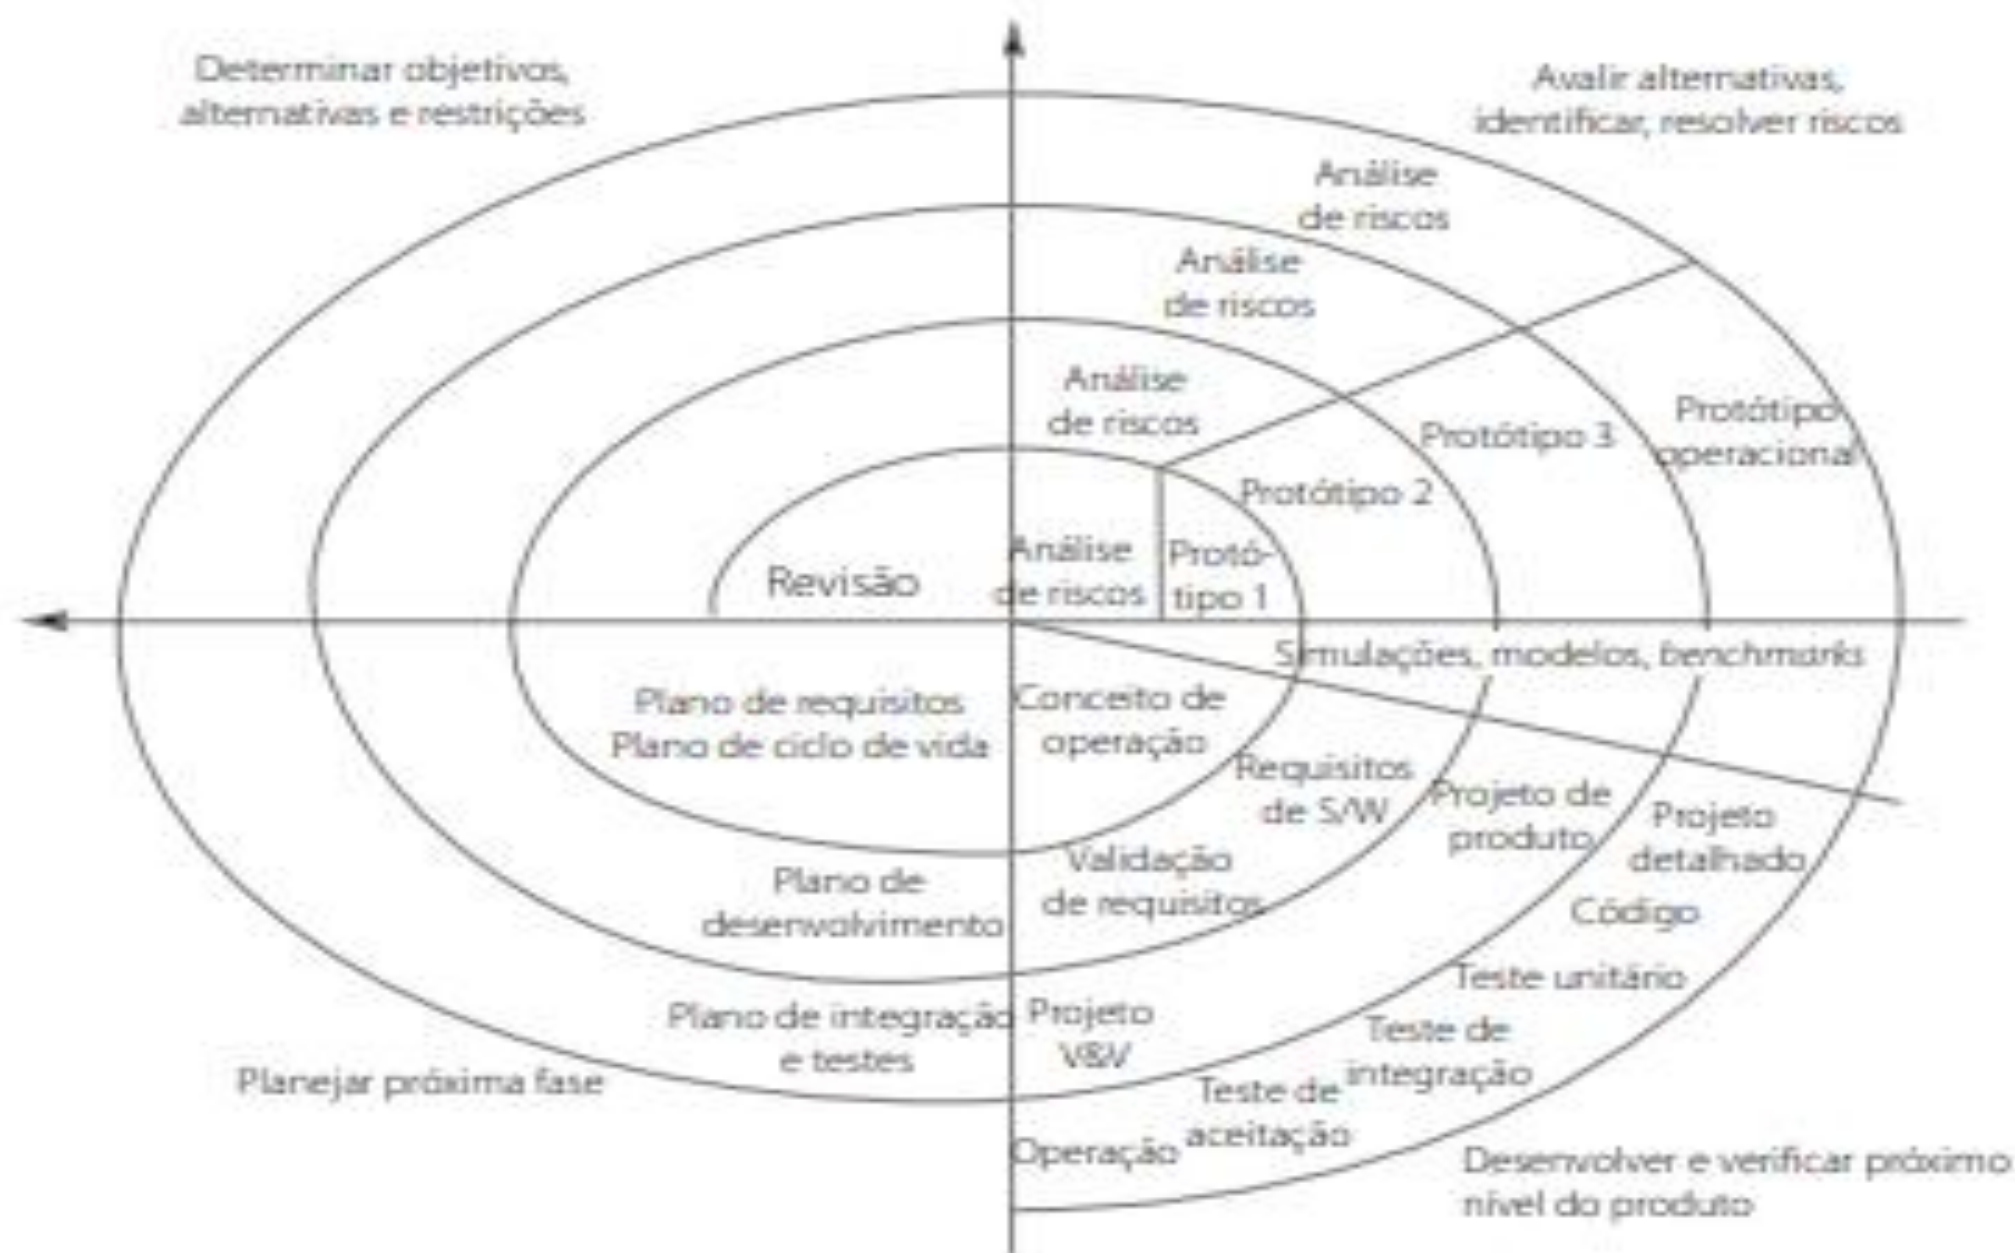 Determinar objetivos,
alternativas e restrições
Avalir alternativas,
identificar, resolver riscos
Análise
de riscos
Análise
de riscos
Análise
de riscos
Análise
de riscos
Protótipo
operacional
Protótipo 3
Protótipo 2
Protó-
tipo 1
Revisão
Simulações, modelos, benchmarks
Plano de requisitos
Plano de ciclo de vida
Conceito de
operação
Requisitos
de S/W
Projeto de
produto
Projeto
detalhado
Validação
de requisitos
Plano de
desenvolvimento
Código
Teste unitário
Plano de integração
e testes
Projeto
V&V
Teste de
integração
Teste de
aceitação
Operação
Planejar próxima fase
Desenvolver e verificar próximo
nível do produto